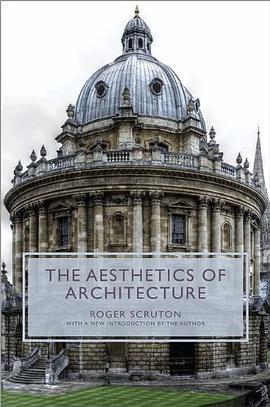 THE AESTHETICS OF
ARCHITECTURE
ROGER SCRUTON
WITH A NEW INTRODUCTION BY THE AUTHOR